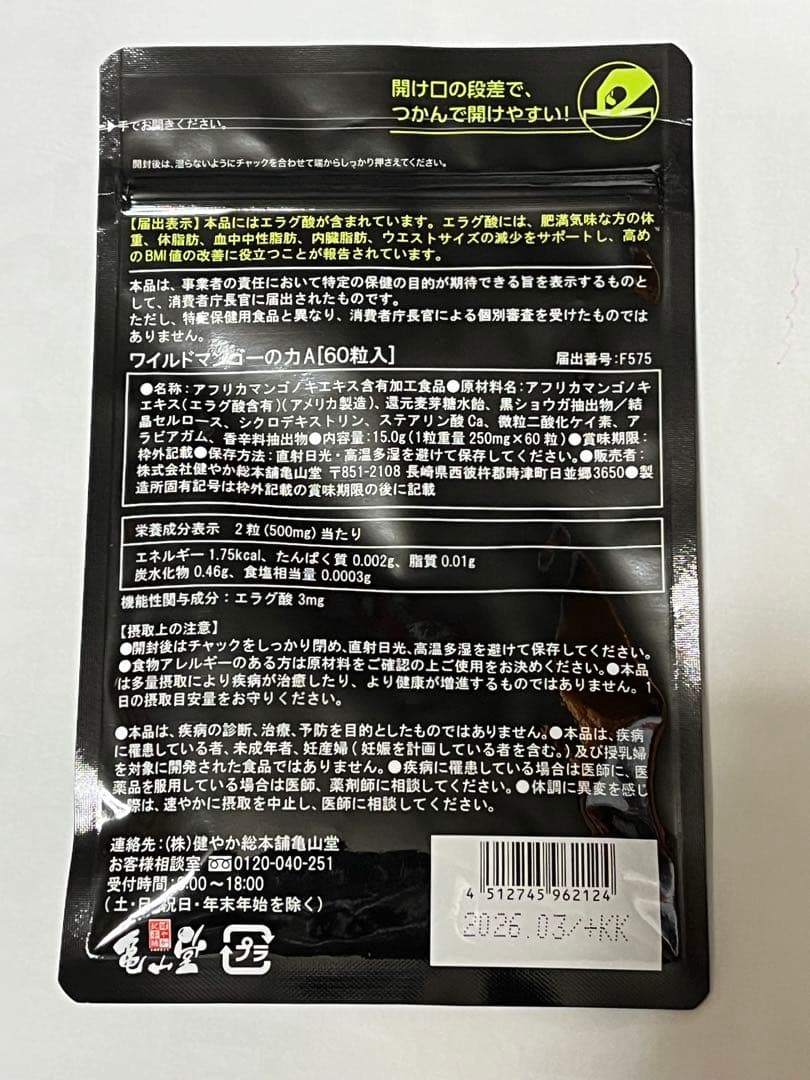 開け口の段差で、
つかんで開けやすい!
手でお開きください。
開封後は、湿らないようにチャックを合わせて端からしっかり押さえてください。
【届出表示】本品にはエラグ酸が含まれています。エラグ酸には、肥満気味な方の体
重、体脂肪、血中中性脂肪、内臓脂肪、ウエストサイズの減少をサポートし、高め
のBMI値の改善に役立つことが報告されています。
本品は、事業者の責任において特定の保健の目的が期待できる旨を表示するものと
して、消費者庁長官に届出されたものです。
ただし、特定保健用食品と異なり、消費者庁長官による個別審査を受けたものでは
ありません。
ワイルドマンゴーの力A[60粒入]
届出番号:F575
●名称:アフリカマンゴノキエキス含有加工食品●原材料名:アフリカマンゴノキ
エキス(エラグ酸含有)(アメリカ製造)、還元麦芽糖水飴、黒ショウガ抽出物/結
晶セルロース、シクロデキストリン、ステアリン酸Ca、微粒二酸化ケイ素、ア
ラビアガム、香辛料抽出物●内容量:15.0g(1粒重量 250mg×60粒)●賞味期限:
枠外記載●保存方法:直射日光・高温多湿を避けて保存してください。●販売者:
株式会社健やか総本舗亀山堂 〒851-2108 長崎県西彼杵郡時津町日並郷3650●製
造所固有記号は枠外記載の賞味期限の後に記載
栄養成分表示 2粒(500mg)当たり
エネルギー 1.75kcal、たんぱく質 0.002g、脂質 0.01g
炭水化物 0.46g、食塩相当量 0.0003g
機能性関与成分:エラグ酸 3mg
【摂取上の注意】
●開封後はチャックをしっかり閉め、直射日光、高温多湿を避けて保存してください。
●食物アレルギーのある方は原材料をご確認の上ご使用をお決めください。●本品
は多量摂取により疾病が治癒したり、より健康が増進するものではありません。1
日の摂取目安量をお守りください。
●本品は、疾病の診断、治療、予防を目的としたものではありません。●本品は、疾病
に罹患している者、未成年者、妊産婦(妊娠を計画している者を含む。)及び授乳婦
を対象に開発された食品ではありません。●疾病に罹患している場合は医師に、医
薬品を服用している場合は医師、薬剤師に相談してください。●体調に異変を感じ
際は、速やかに摂取を中止し、医師に相談してください。
連絡先:(株)健やか総本舗亀山堂
お客様相談室 0120-040-251
受付時間: :00〜18:00
(土・日・祝日・年末年始を除く)
4 512745 962124
2026.03/+KK
プラ